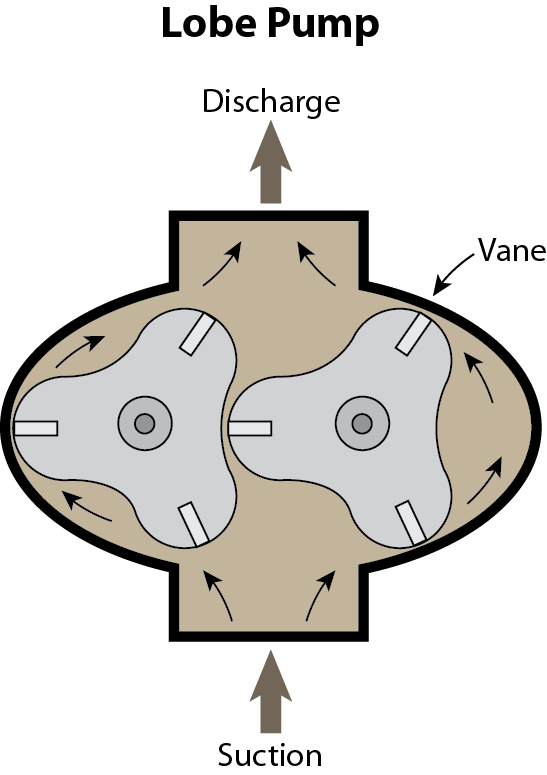 Lobe Pump
Discharge
Vane
Suction